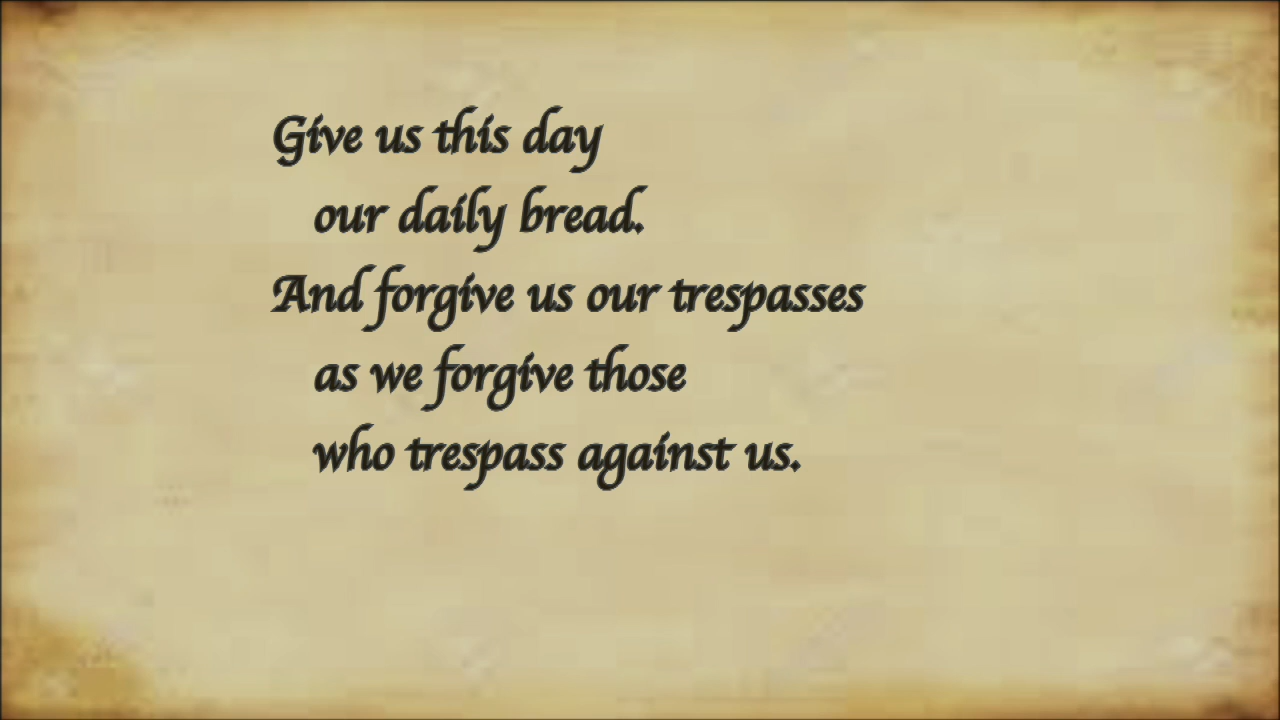 Give us this day
our daily bread.
And forgive us our trespasses
as we forgive those
who trespass against us.